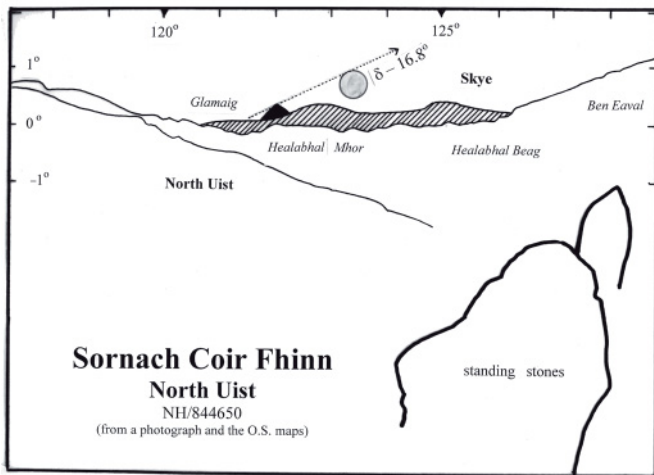 120° 125°
1°
0°
-1°
δ – 16.8°
Skye
Glamaig
Ben Eaval
Healabhal Mhor
Healabhal Beag
North Uist
Sornach Coir Fhinn
North Uist
NH/844650
(from a photograph and the O.S. maps)
standing stones